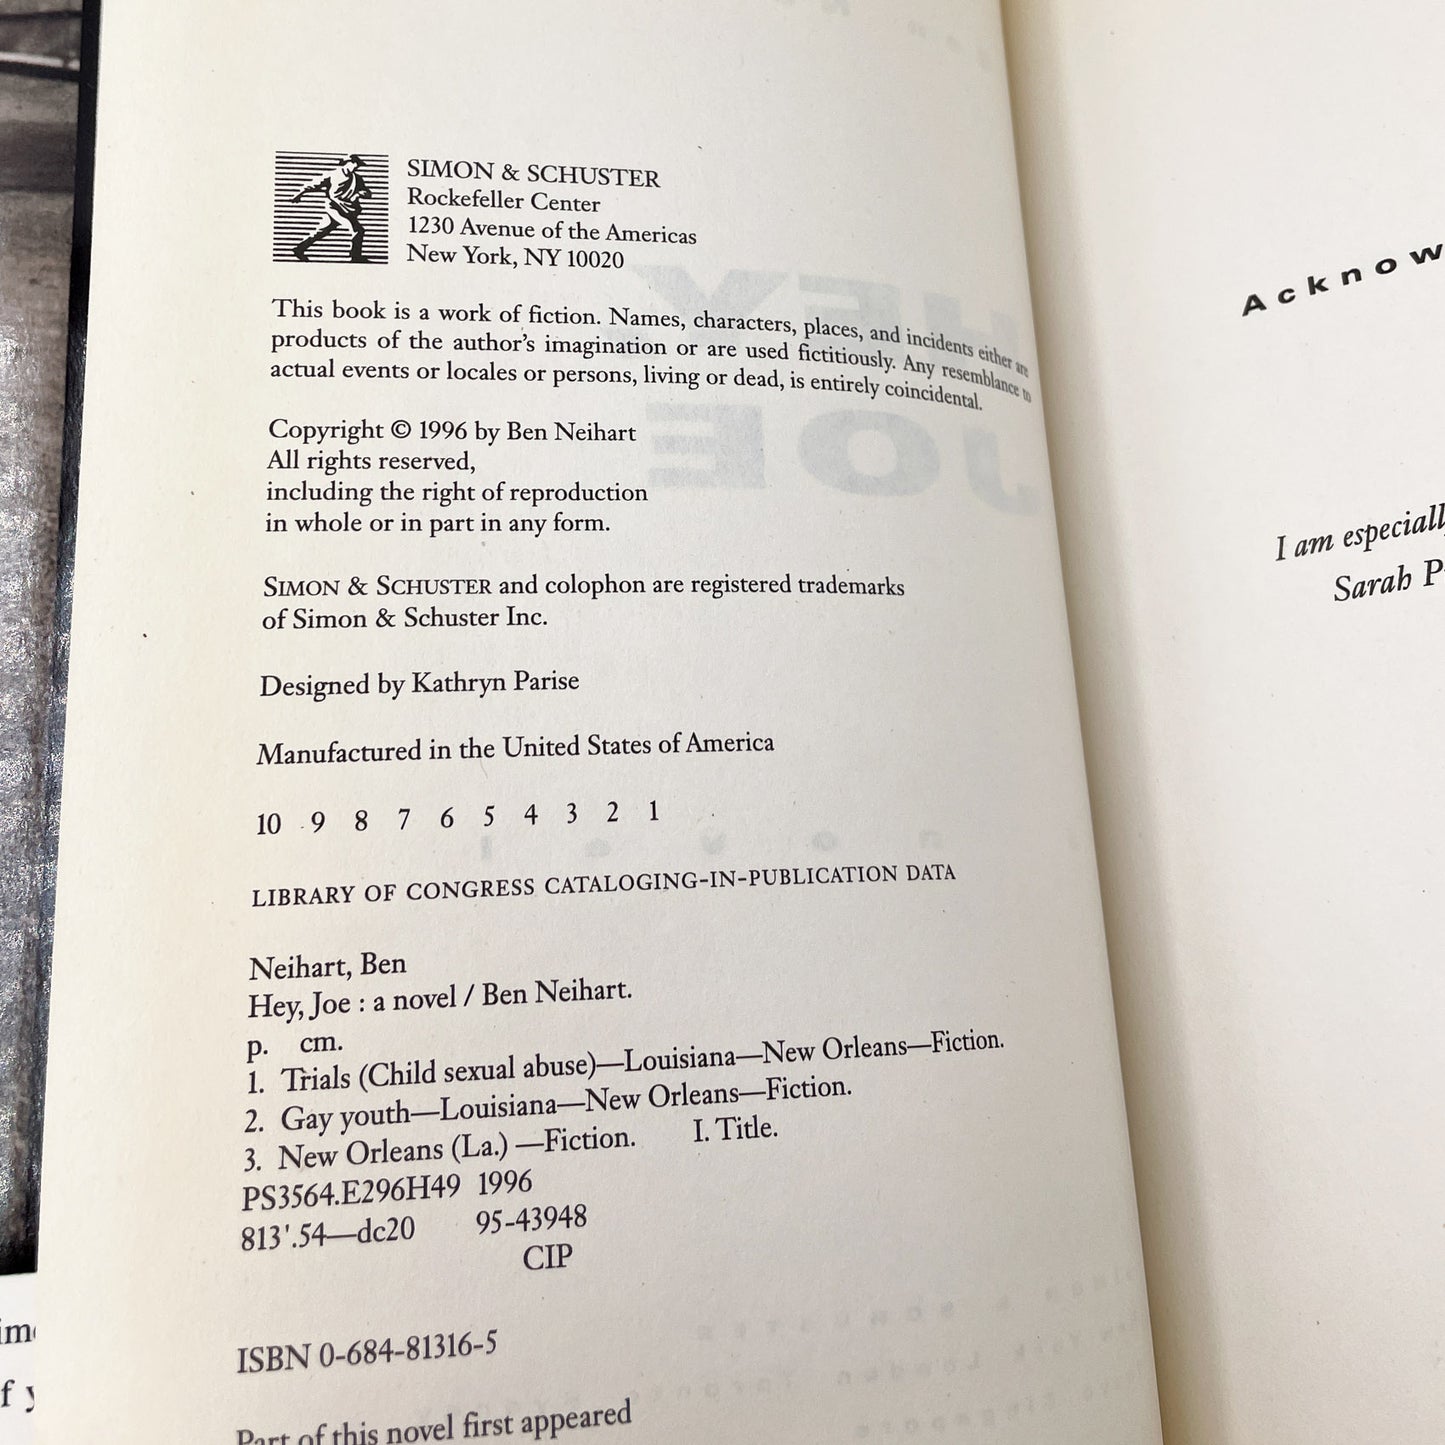 SIMON & SCHUSTER
Rockefeller Center
1230 Avenue of the Americas
New York, NY 10020
This book is a work of fiction. Names, characters, places, and incidents either are
products of the author's imagination or are used fictitiously. Any resemblance to
actual events or locales or persons, living or dead, is entirely coincidental.
Copyright © 1996 by Ben Neihart
All rights reserved,
including the right of reproduction
in whole or in part in any form.
SIMON & SCHUSTER and colophon are registered trademarks
of Simon & Schuster Inc.
Designed by Kathryn Parise
Manufactured in the United States of America
10 9 8 7 6 5 4 3 2 1
LIBRARY OF CONGRESS CATALOGING-IN-PUBLICATION DATA
Neihart, Ben
Hey, Joe : a novel / Ben Neihart.
p. cm.
1. Trials (Child sexual abuse)—Louisiana—New Orleans—Fiction.
2. Gay youth—Louisiana—New Orleans—Fiction.
3. New Orleans (La.) —Fiction. I. Title.
PS3564.E296H49 1996
813'.54—dc20 95-43948
CIP
ISBN 0-684-81316-5
Part of this novel first appeared
Acknow
I am especially
Sarah P